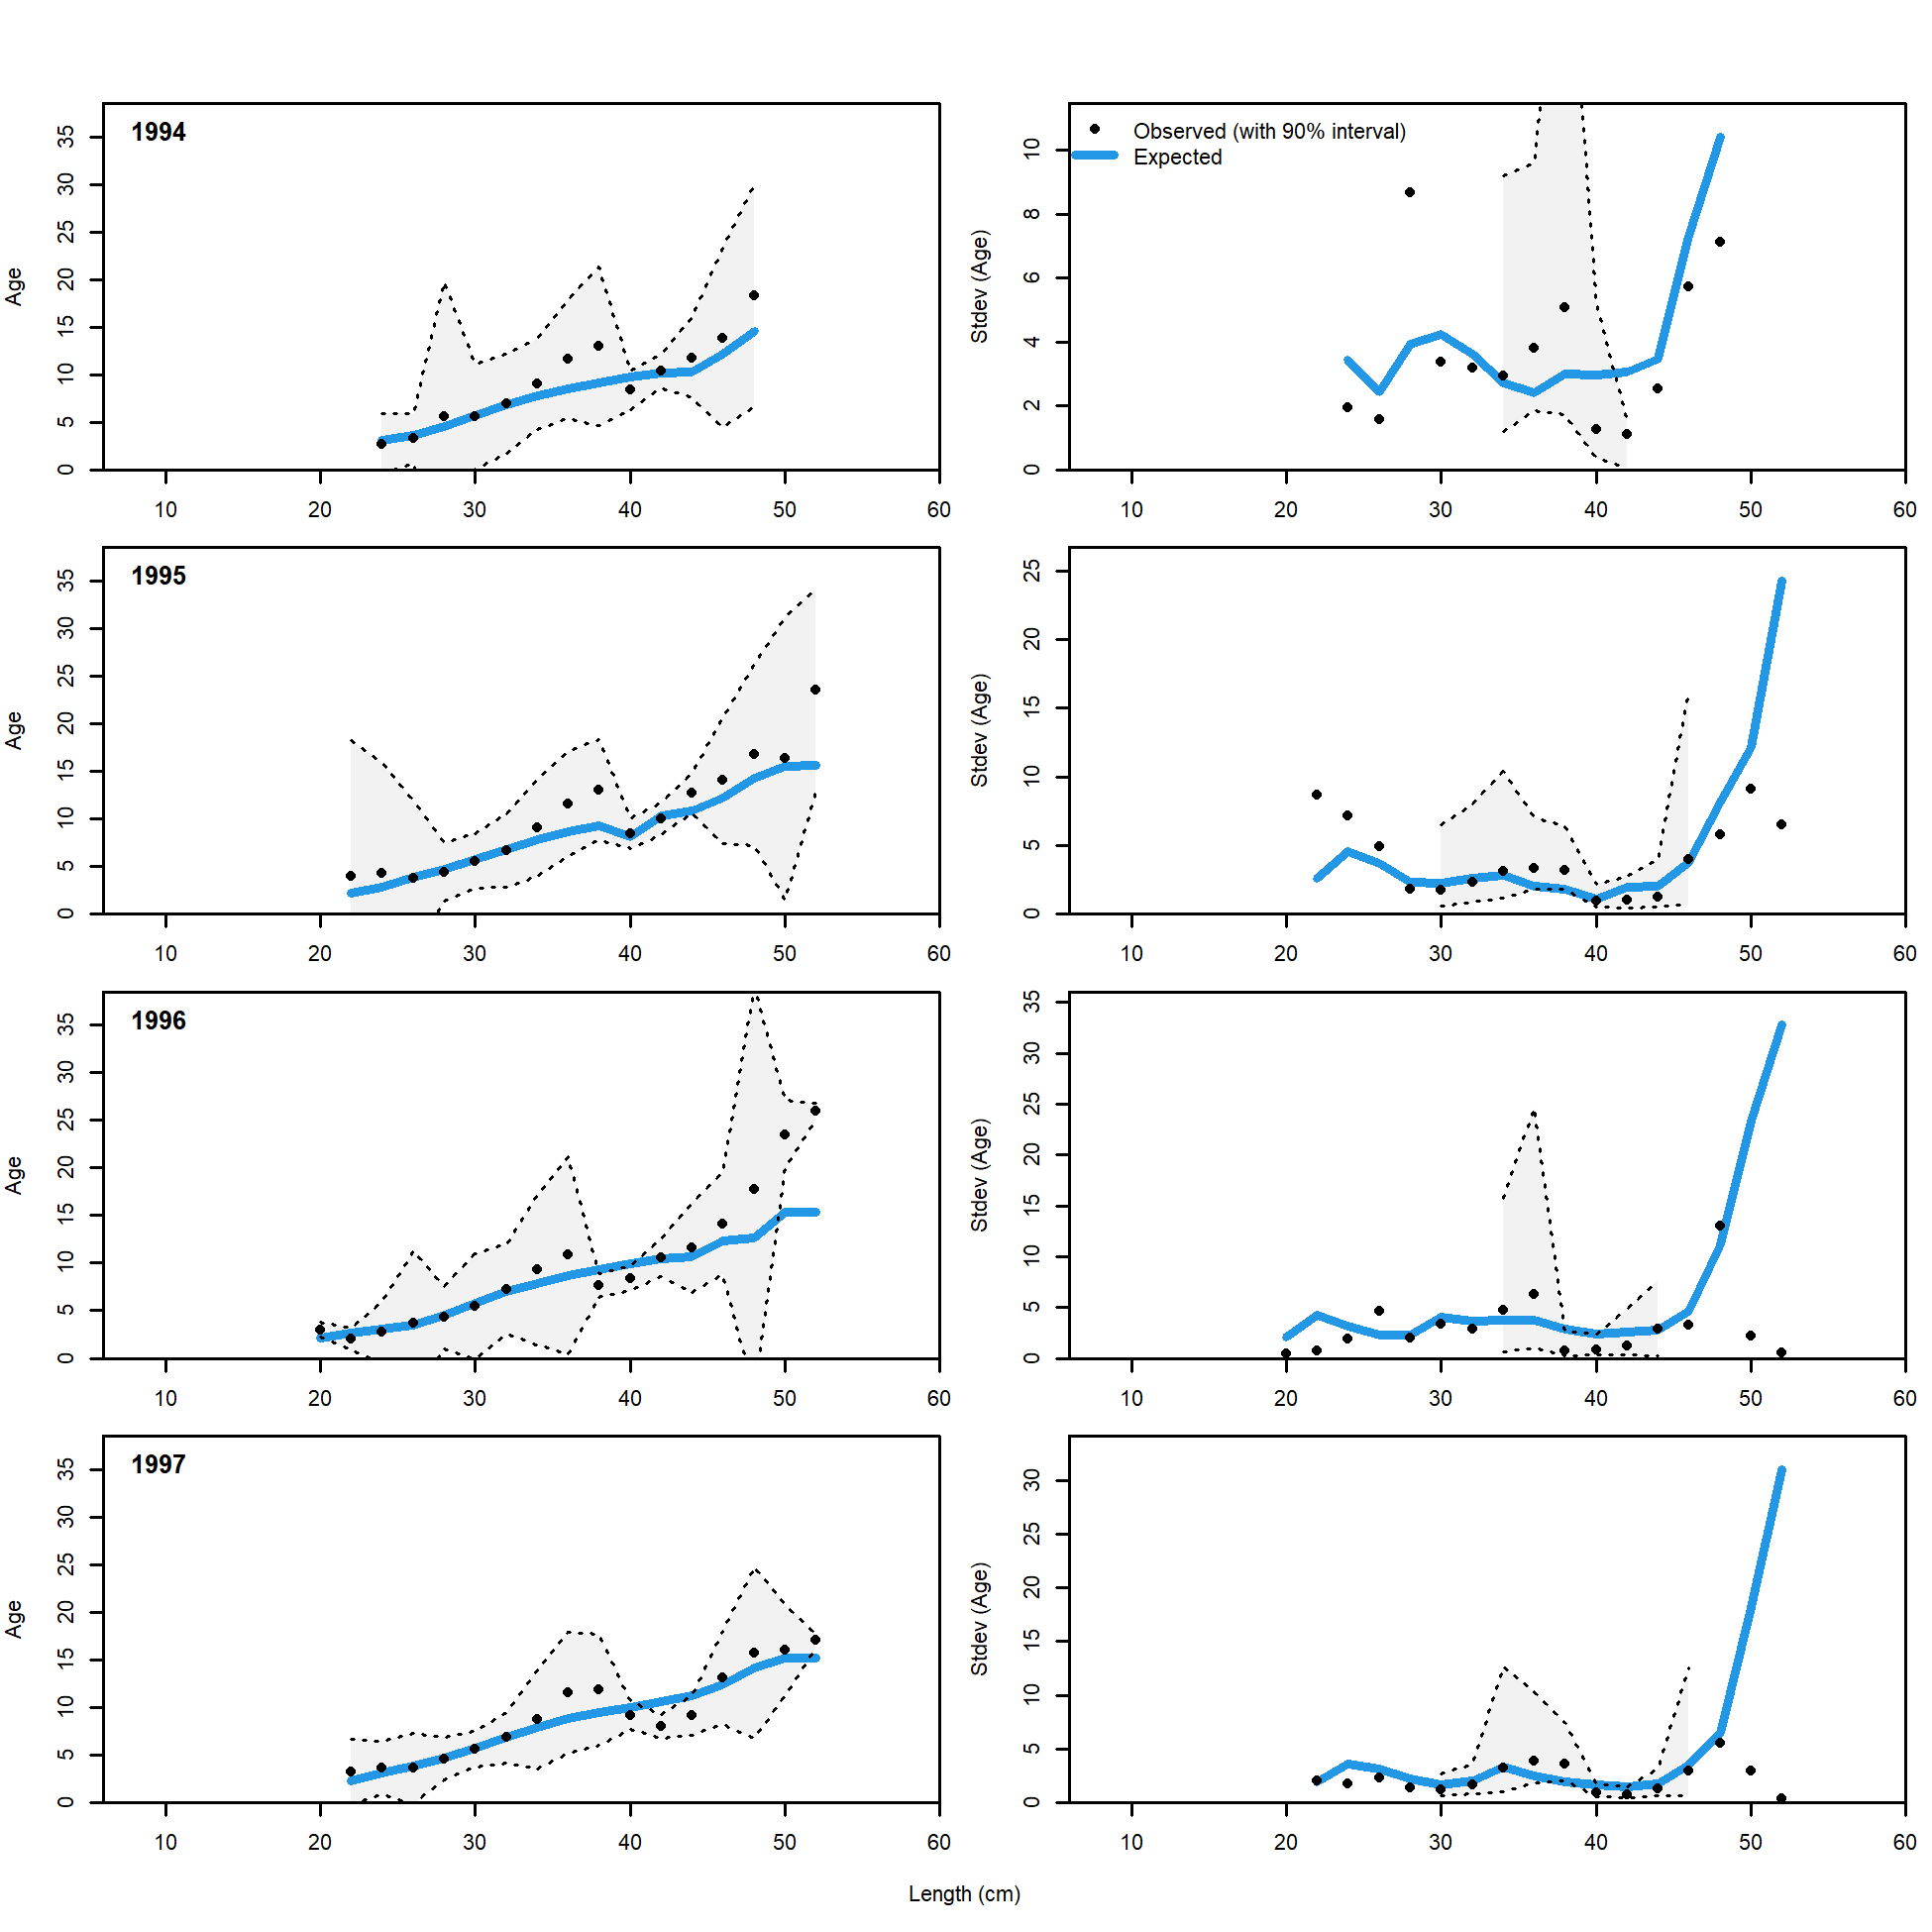 1994
Age
0 5 10 15 20 25 30 35
10 20 30 40 50 60
Observed (with 90% interval)
Expected
Stdev (Age)
0 2 4 6 8 10
10 20 30 40 50 60
1995
Age
0 5 10 15 20 25 30 35
10 20 30 40 50 60
Stdev (Age)
0 5 10 15 20 25
10 20 30 40 50 60
1996
Age
0 5 10 15 20 25 30 35
10 20 30 40 50 60
Stdev (Age)
0 5 10 15 20 25 30 35
10 20 30 40 50 60
1997
Age
0 5 10 15 20 25 30 35
10 20 30 40 50 60
Stdev (Age)
0 5 10 15 20 25 30
10 20 30 40 50 60
Length (cm)